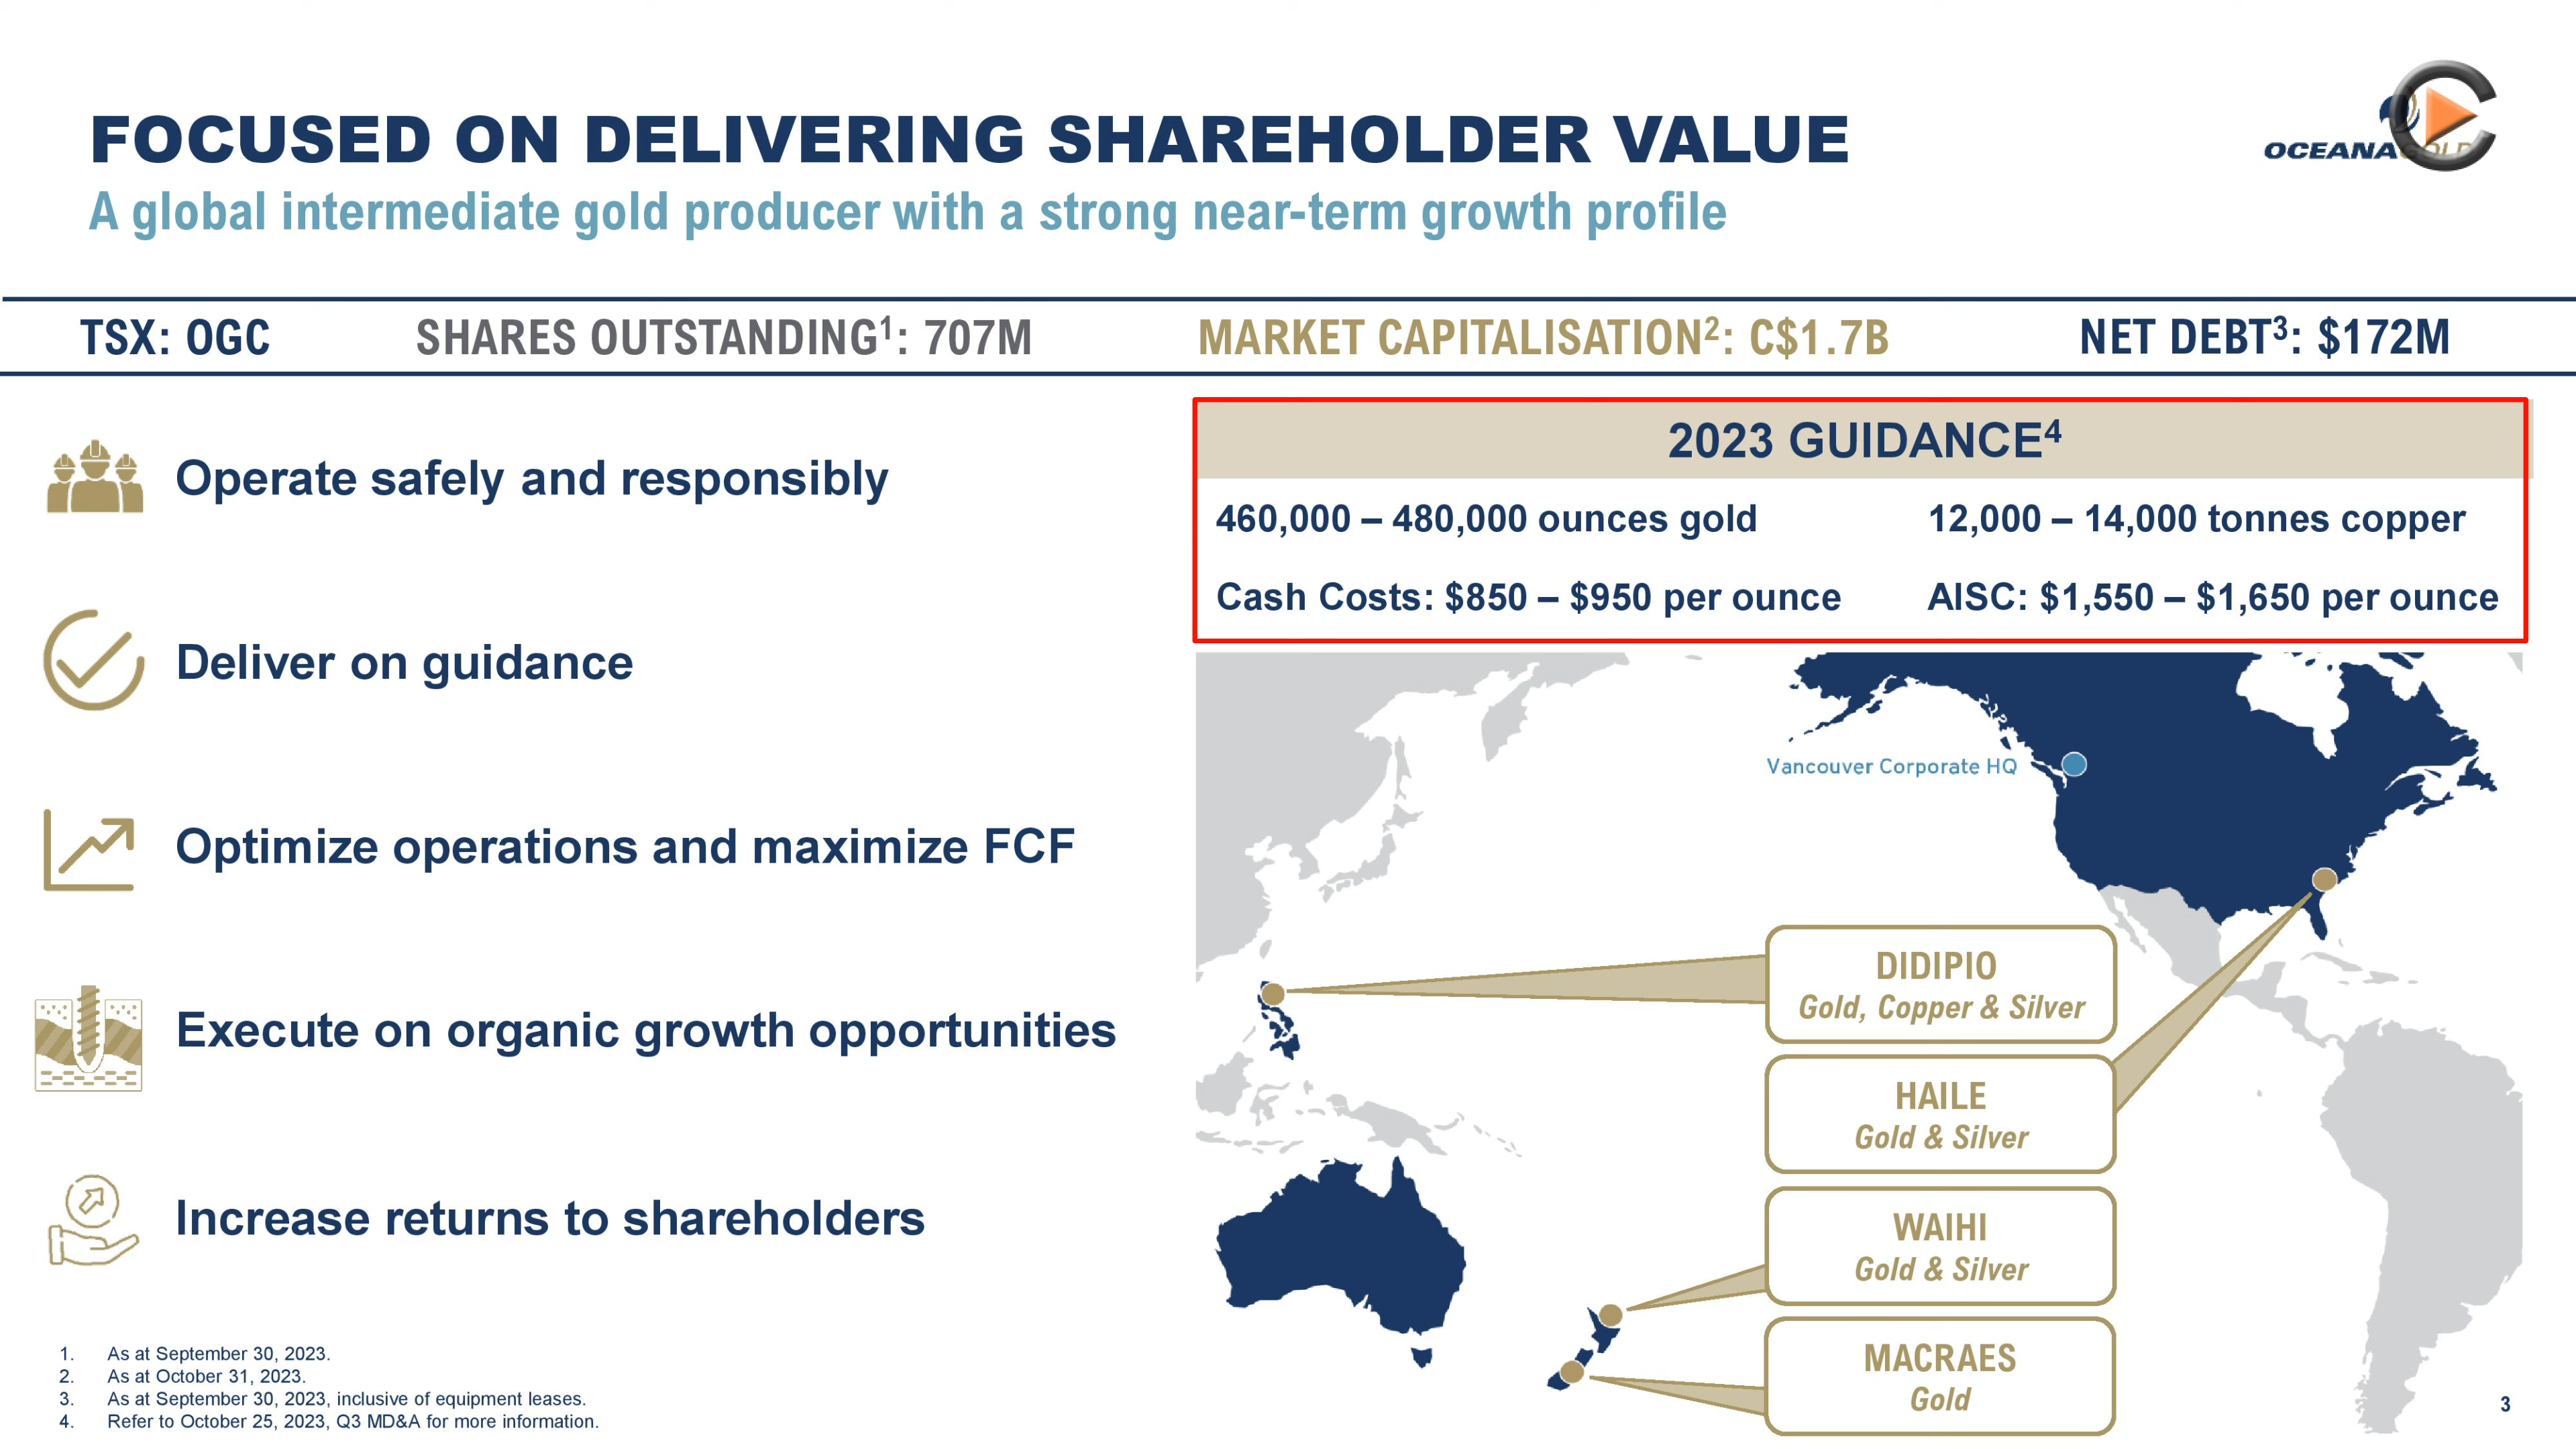 FOCUSED ON DELIVERING SHAREHOLDER VALUE
A global intermediate gold producer with a strong near-term growth profile
OCEANAGOLD
TSX: OGC
SHARES OUTSTANDING¹: 707M
MARKET CAPITALISATION²: C$1.7B
NET DEBT³: $172M
Operate safely and responsibly
Deliver on guidance
Optimize operations and maximize FCF
Execute on organic growth opportunities
Increase returns to shareholders
2023 GUIDANCE⁴
460,000 – 480,000 ounces gold
12,000 – 14,000 tonnes copper
Cash Costs: $850 – $950 per ounce
AISC: $1,550 – $1,650 per ounce
Vancouver Corporate HQ
DIDIPIO
Gold, Copper & Silver
HAILE
Gold & Silver
WAIHI
Gold & Silver
MACRAES
Gold
1. As at September 30, 2023.
2. As at October 31, 2023.
3. As at September 30, 2023, inclusive of equipment leases.
4. Refer to October 25, 2023, Q3 MD&A for more information.
3